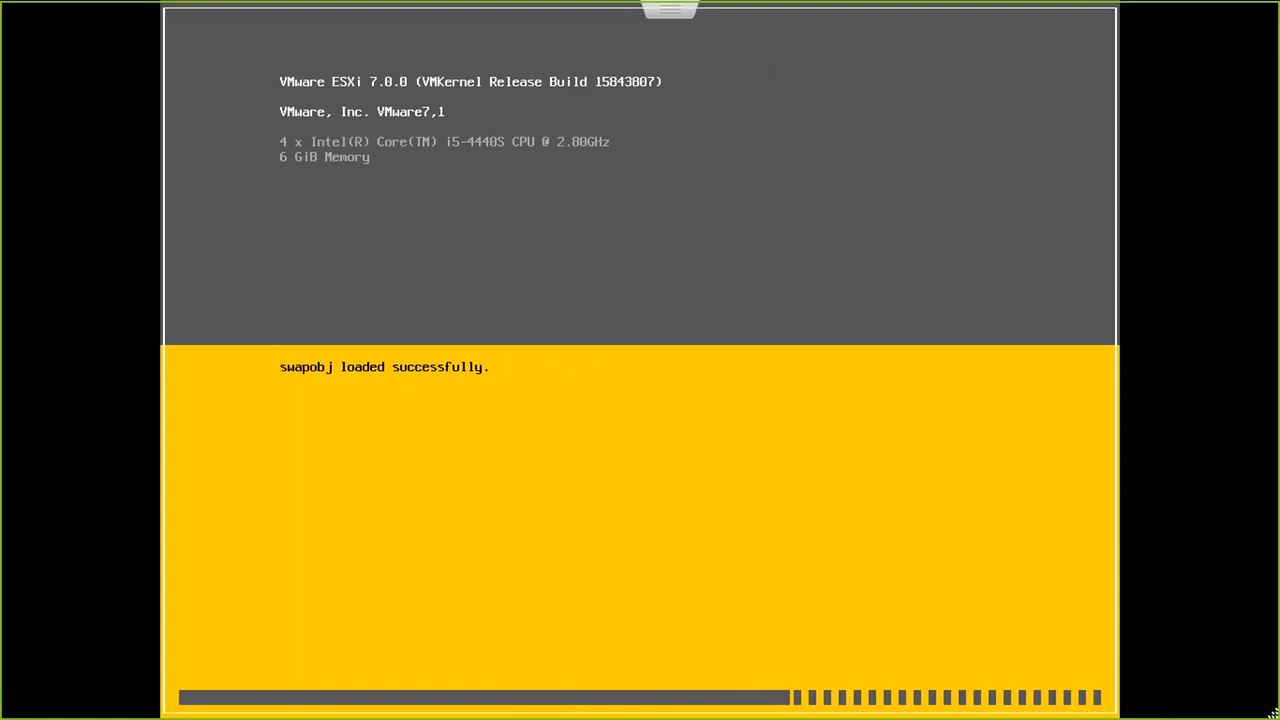 VMware ESXi 7.0.0 (VMKernel Release Build 15843807)
VMware, Inc. VMware7,1
4 x Intel(R) Core(TM) i5-4440S CPU @ 2.80GHz
6 GiB Memory
swapobj loaded successfully.